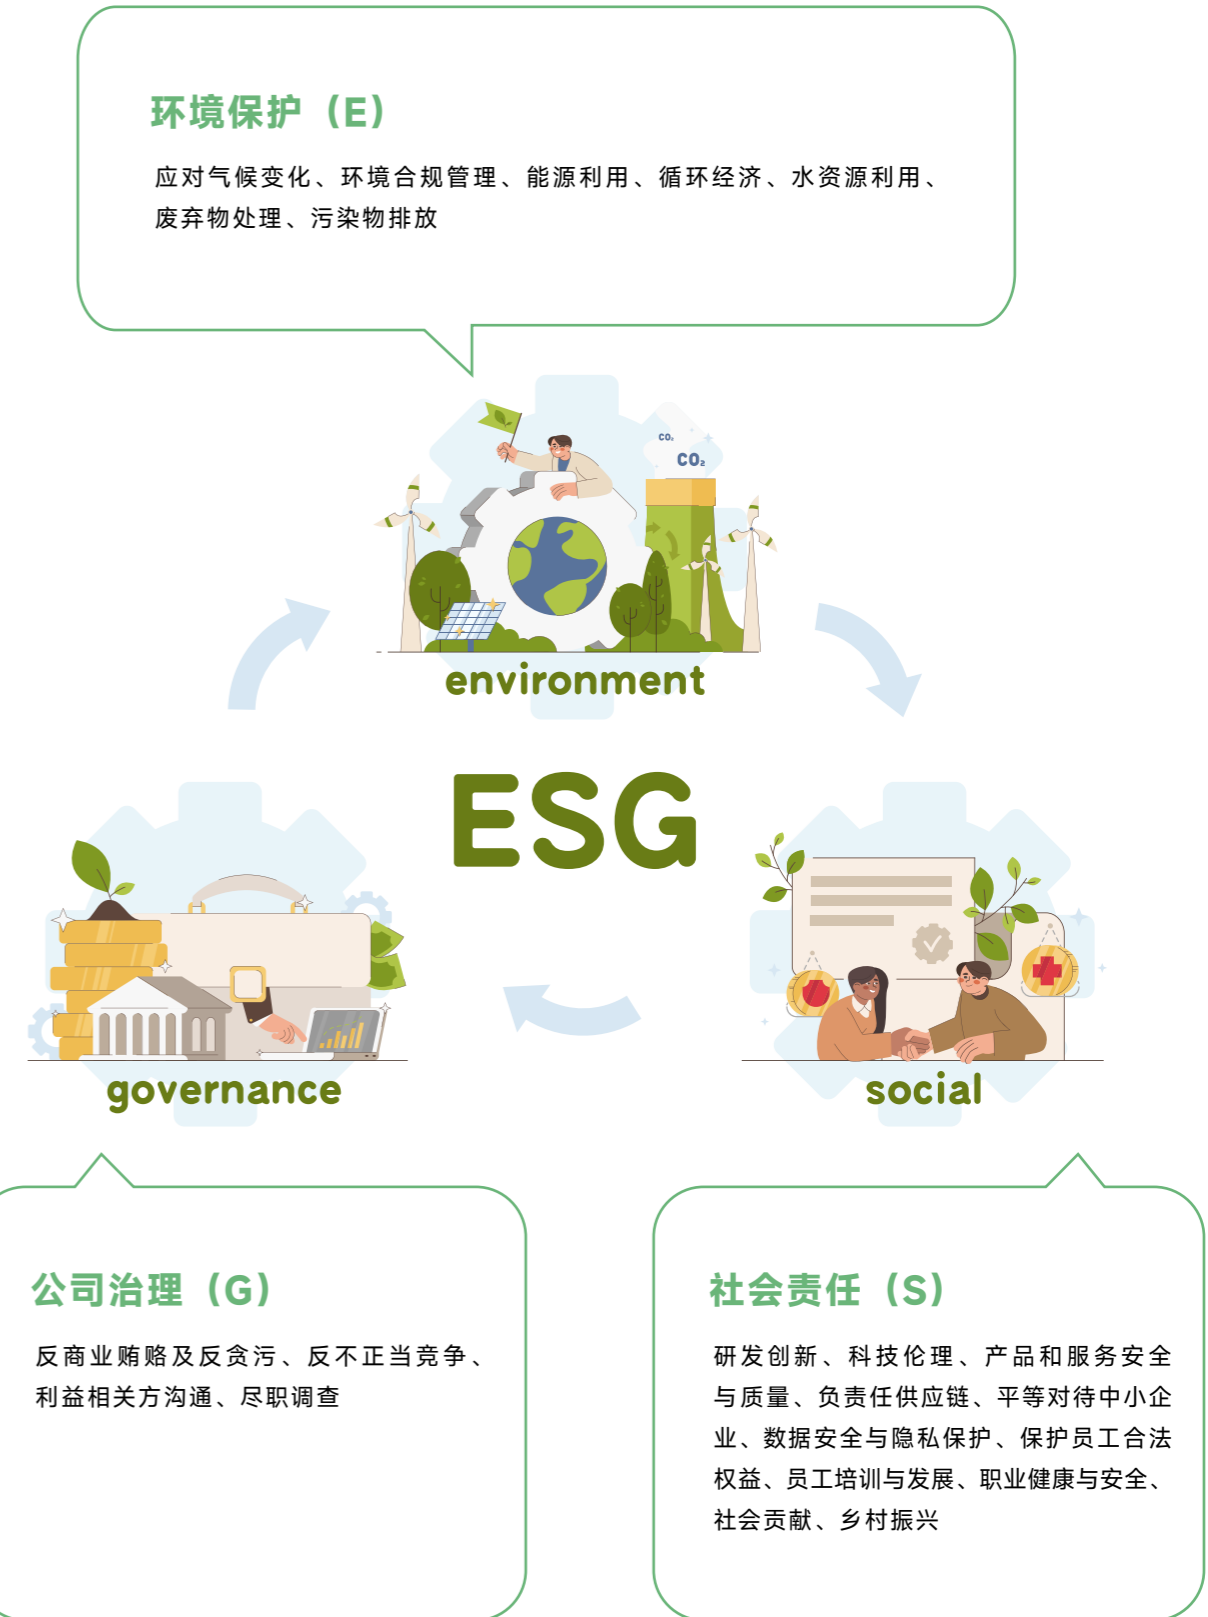 环境保护（E）
应对气候变化、环境合规管理、能源利用、循环经济、水资源利用、
废弃物处理、污染物排放
CO₂
CO₂
environment
ESG
governance
social
公司治理（G）
反商业贿赂及反贪污、反不正当竞争、
利益相关方沟通、尽职调查
社会责任（S）
研发创新、科技伦理、产品和服务安全
与质量、负责任供应链、平等对待中小企
业、数据安全与隐私保护、保护员工合法
权益、员工培训与发展、职业健康与安全、
社会贡献、乡村振兴